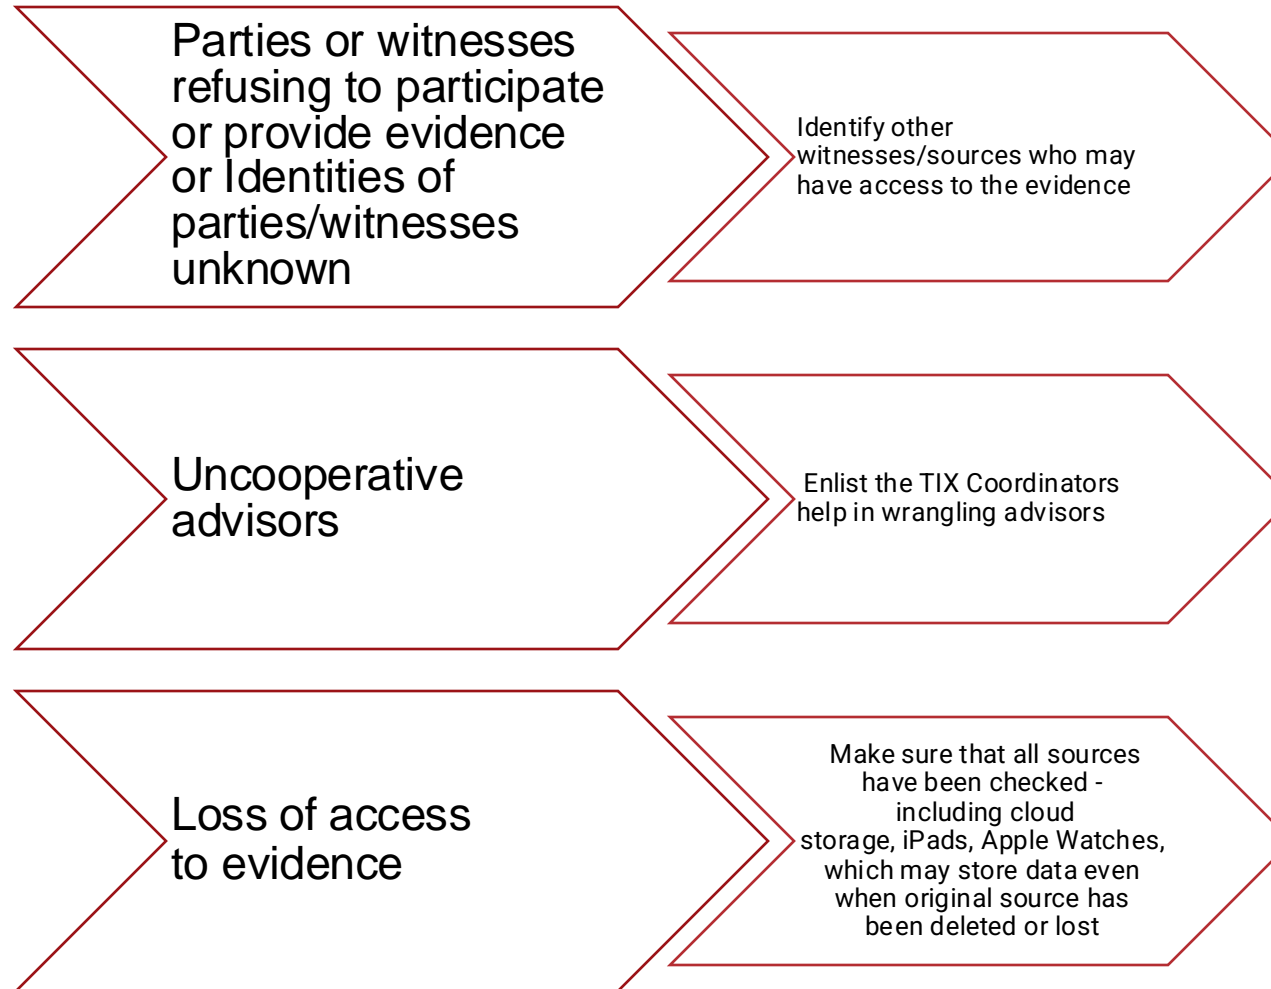 Parties or witnesses
refusing to participate
or provide evidence
or Identities of
parties/witnesses
unknown
Identify other
witnesses/sources who may
have access to the evidence
Uncooperative
advisors
Enlist the TIX Coordinators
help in wrangling advisors
Loss of access
to evidence
Make sure that all sources
have been checked -
including cloud
storage, iPads, Apple Watches,
which may store data even
when original source has
been deleted or lost